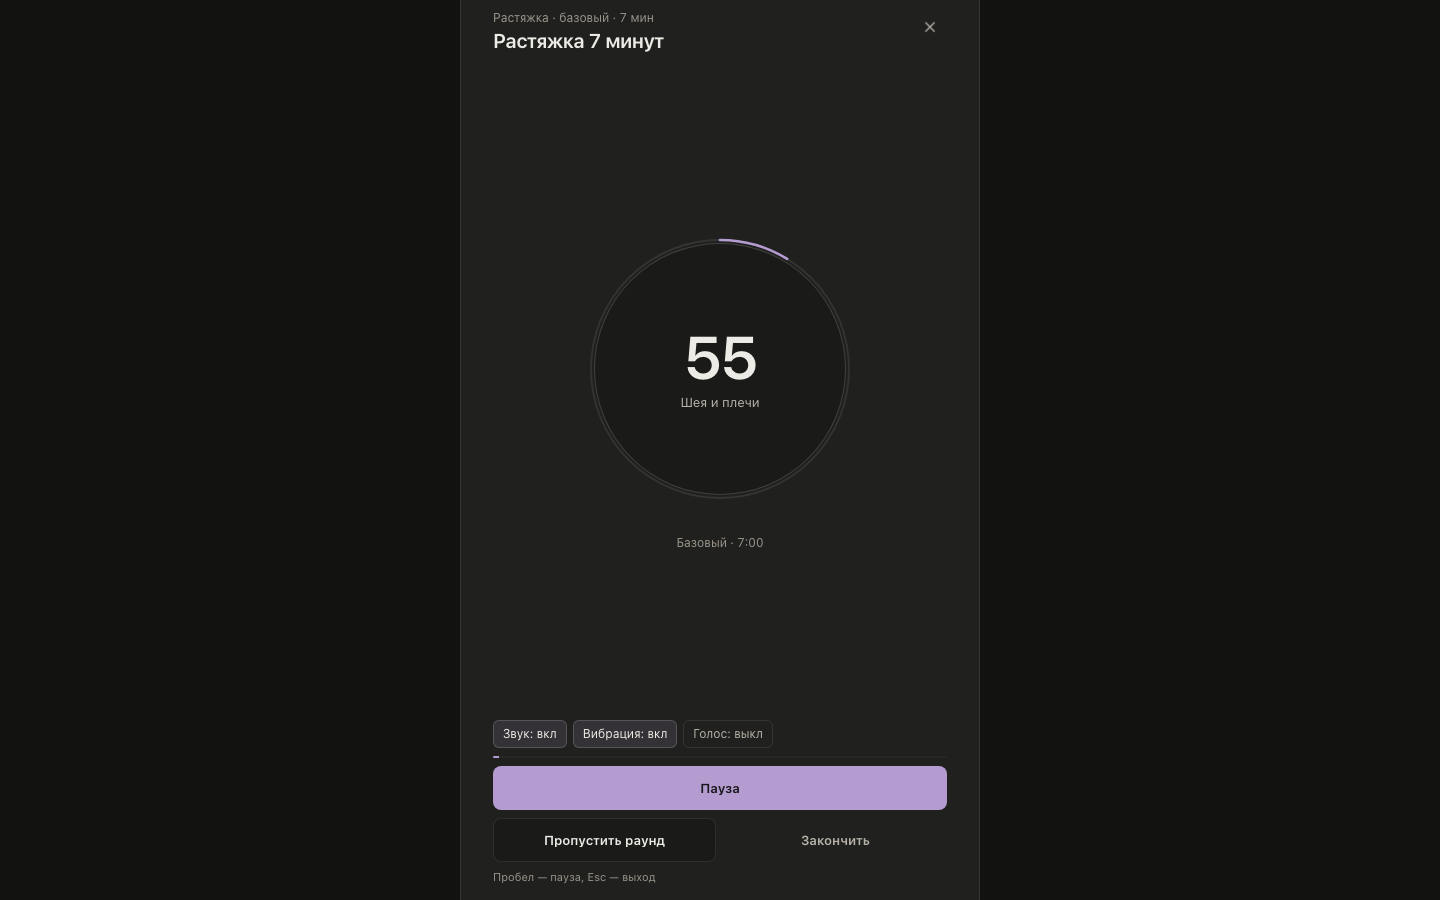 Растяжка · базовый · 7 мин
Растяжка 7 минут
55
Шея и плечи
Базовый · 7:00
Звук: вкл
Вибрация: вкл
Голос: выкл
Пауза
Пропустить раунд
Закончить
Пробел — пауза, Esc — выход